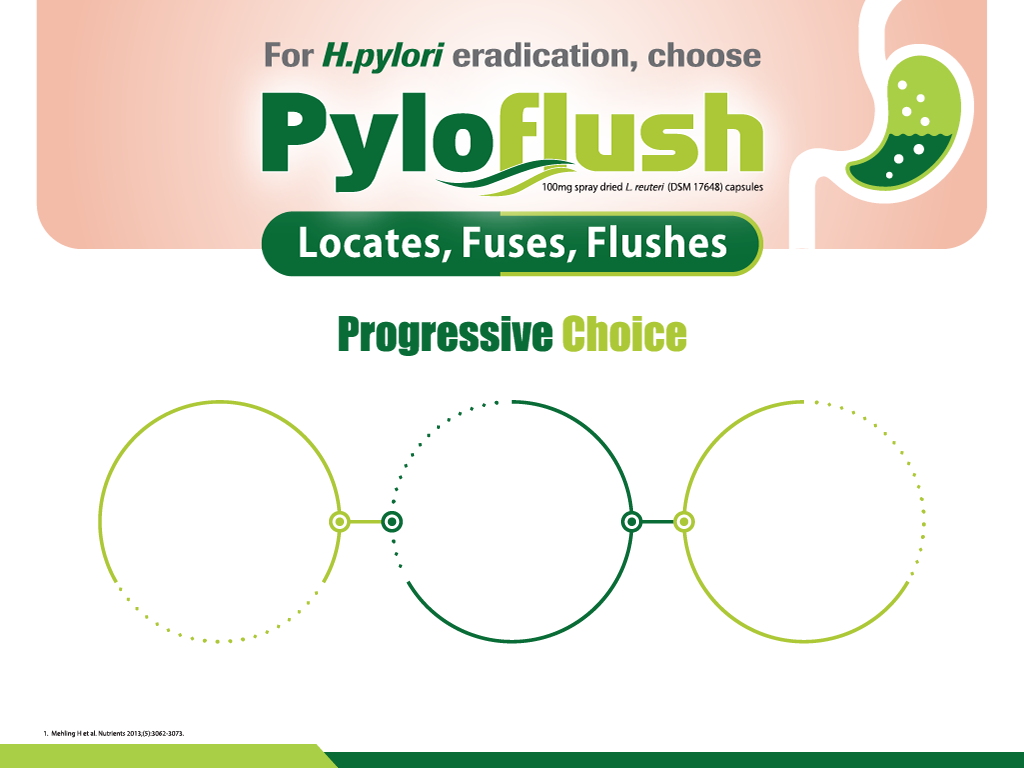 For H.pylori eradication, choose
Pyloflush
100mg spray dried L. reuteri (DSM 17648) capsules
Locates, Fuses, Flushes
Progressive Choice
1. Mehling H et al. Nutrients 2013,(5):3062-3073.